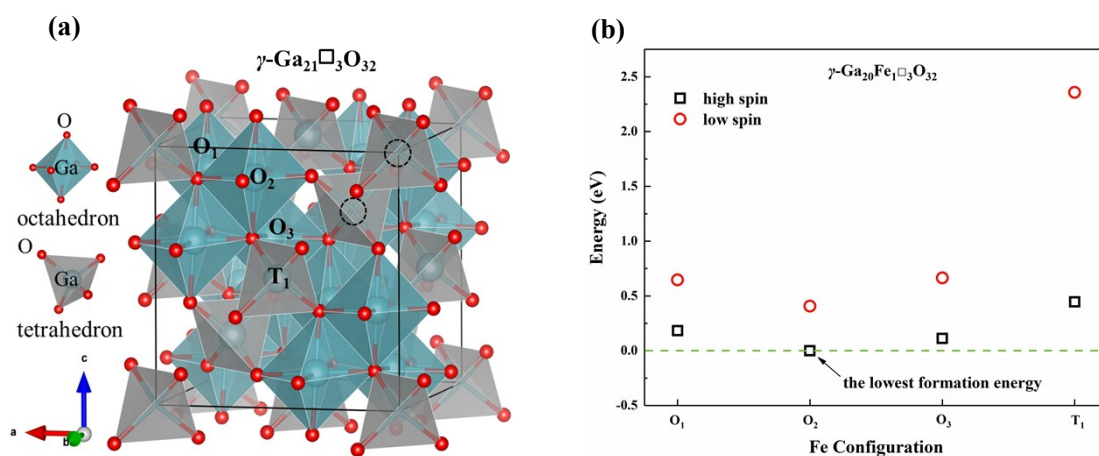 (a)
γ-Ga₂₁□₃O₃₂
O
Ga
octahedron
O
Ga
tetrahedron
O₁
O₂
O₃
T₁
c
a
b
(b)
γ-Ga₂₀Fe₁□₃O₃₂
high spin
low spin
the lowest formation energy
Energy (eV)
2.5
2.0
1.5
1.0
0.5
0.0
-0.5
O₁ O₂ O₃ T₁
Fe Configuration